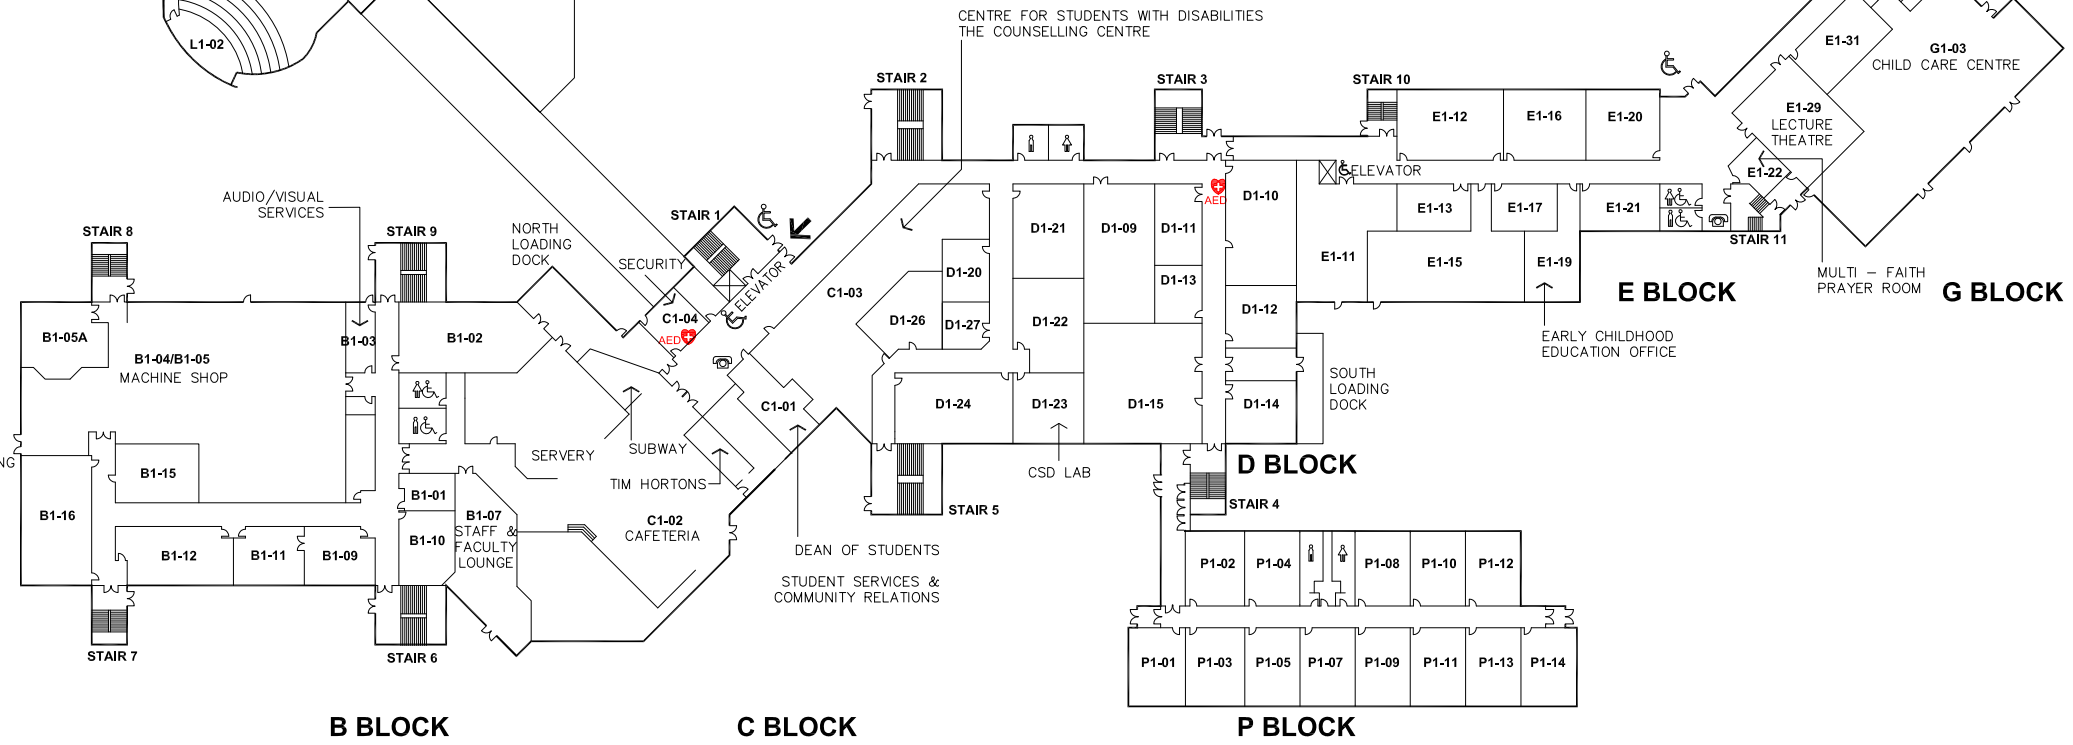 CENTRE FOR STUDENTS WITH DISABILITIES
THE COUNSELLING CENTRE
L1-02
E1-31
G1-03
CHILD CARE CENTRE
STAIR 2
STAIR 3
STAIR 10
E1-12
E1-16
E1-20
E1-29
LECTURE
THEATRE
ELEVATOR
E1-22
AUDIO/VISUAL
SERVICES
AED
D1-10
E1-13
E1-17
E1-21
STAIR 1
STAIR 8
STAIR 9
NORTH
LOADING
DOCK
SECURITY
ELEVATOR
D1-21
D1-09
D1-11
STAIR 11
E1-11
E1-15
E1-19
MULTI – FAITH
PRAYER ROOM
D1-20
D1-13
C1-03
E BLOCK
G BLOCK
C1-04
AED
D1-26
D1-27
D1-22
D1-12
B1-05A
B1-04/B1-05
MACHINE SHOP
B1-03
B1-02
EARLY CHILDHOOD
EDUCATION OFFICE
SOUTH
LOADING
DOCK
C1-01
D1-24
D1-23
D1-15
D1-14
NG
SERVERY
SUBWAY
TIM HORTONS
CSD LAB
D BLOCK
B1-15
B1-01
STAIR 5
STAIR 4
B1-16
B1-07
STAFF &
FACULTY
LOUNGE
C1-02
CAFETERIA
B1-12
B1-11
B1-09
B1-10
DEAN OF STUDENTS
STUDENT SERVICES &
COMMUNITY RELATIONS
P1-02
P1-04
P1-08
P1-10
P1-12
STAIR 7
STAIR 6
P1-01
P1-03
P1-05
P1-07
P1-09
P1-11
P1-13
P1-14
B BLOCK
C BLOCK
P BLOCK